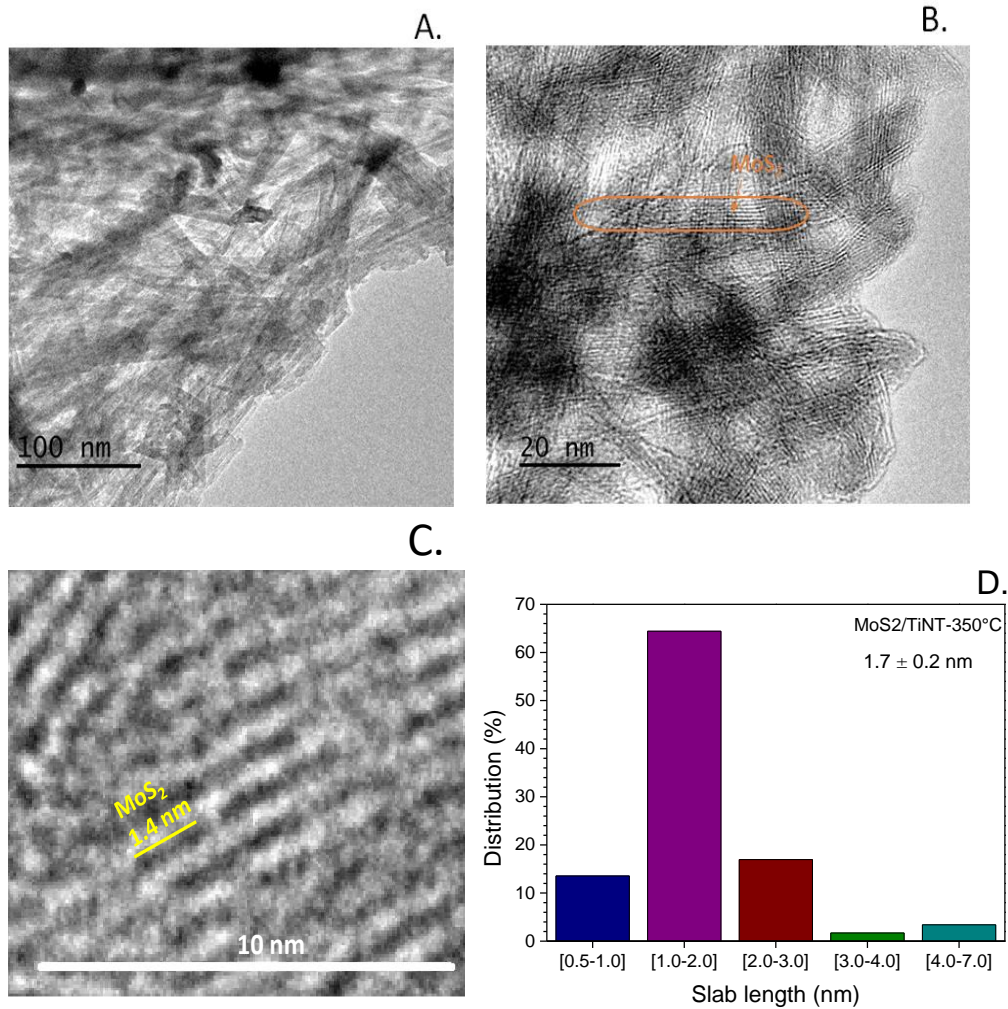 A.
100 nm
B.
MoS₂
20 nm
C.
MoS₂
1.4 nm
10 nm
D.
MoS2/TiNT-350°C
1.7 ± 0.2 nm
Distribution (%)
70
60
50
40
30
20
10
0
[0.5-1.0] [1.0-2.0] [2.0-3.0] [3.0-4.0] [4.0-7.0]
Slab length (nm)